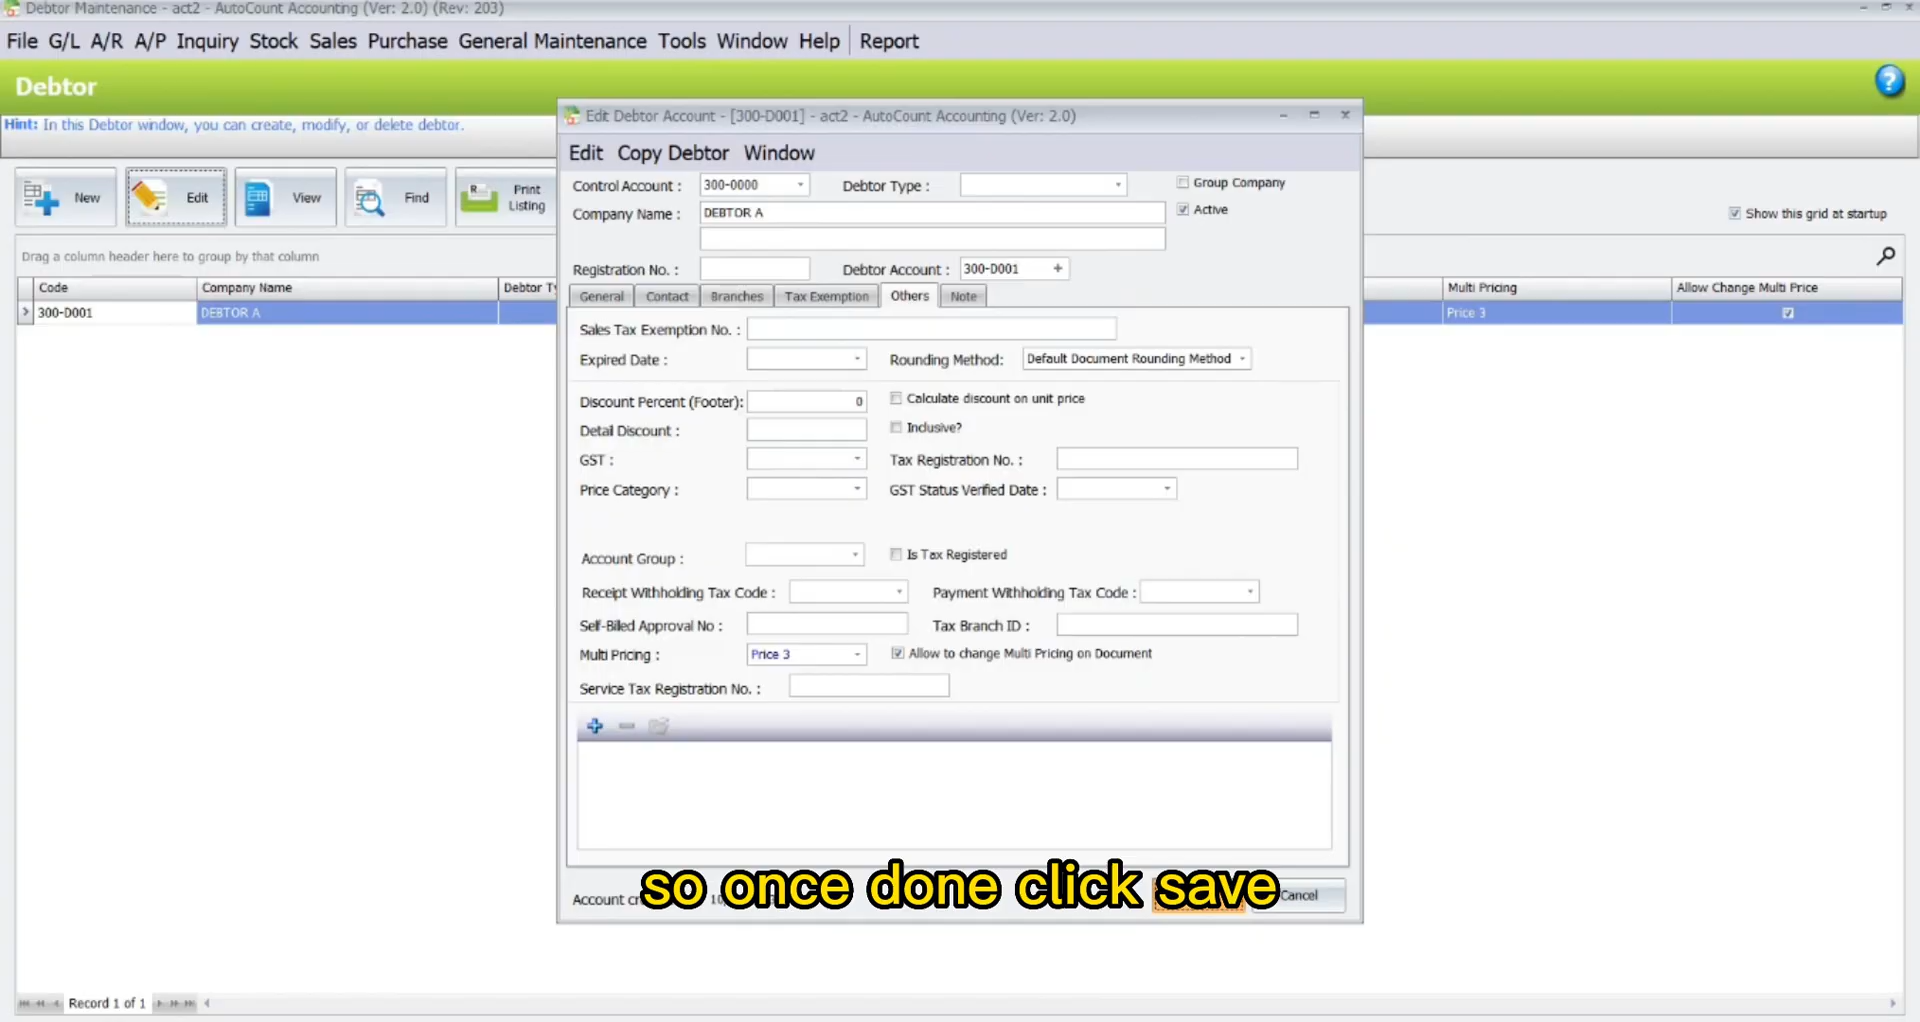 Debtor Maintenance - act2 - AutoCount Accounting (Ver: 2.0) (Rev: 203)
File G/L A/R A/P Inquiry Stock Sales Purchase General Maintenance Tools Window Help Report
Debtor
Hint: In this Debtor window, you can create, modify, or delete debtor.
New
Edit
View
Find
Print Listing
Show this grid at startup
Drag a column header here to group by that column
Code Company Name Debtor Multi Pricing Allow Change Multi Price
300-D001 DEBTOR A Price 3
Edit Debtor Account - [300-D001] - act2 - AutoCount Accounting (Ver: 2.0)
Edit Copy Debtor Window
Control Account : 300-0000 Debtor Type : Group Company
Company Name : DEBTOR A Active
Registration No. : Debtor Account : 300-D001
General Contact Branches Tax Exemption Others Note
Sales Tax Exemption No. :
Expired Date : Rounding Method: Default Document Rounding Method
Discount Percent (Footer): 0 Calculate discount on unit price
Detail Discount : Inclusive?
GST : Tax Registration No. :
Price Category : GST Status Verified Date :
Account Group : Is Tax Registered
Receipt Withholding Tax Code : Payment Withholding Tax Code :
Self-Billed Approval No : Tax Branch ID :
Multi Pricing : Price 3 Allow to change Multi Pricing on Document
Service Tax Registration No. :
so once done click save
Account Cancel
Record 1 of 1